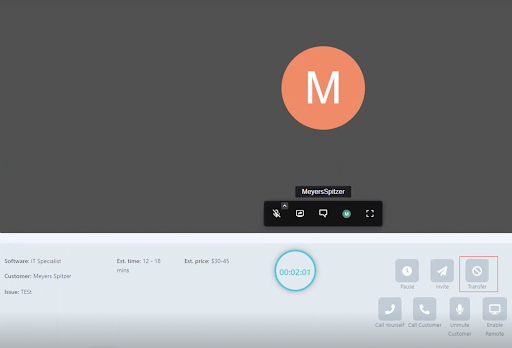 M
MeyersSpitzer
M
Software: IT Specialist
Est. time: 12 - 18
mins
Est. price: $30-45
Customer: Meyers Spitzer
Issue: TESt
00:02:01
Pause
Invite
Transfer
Call Yourself
Call Customer
Unmute
Customer
Enable
Remote